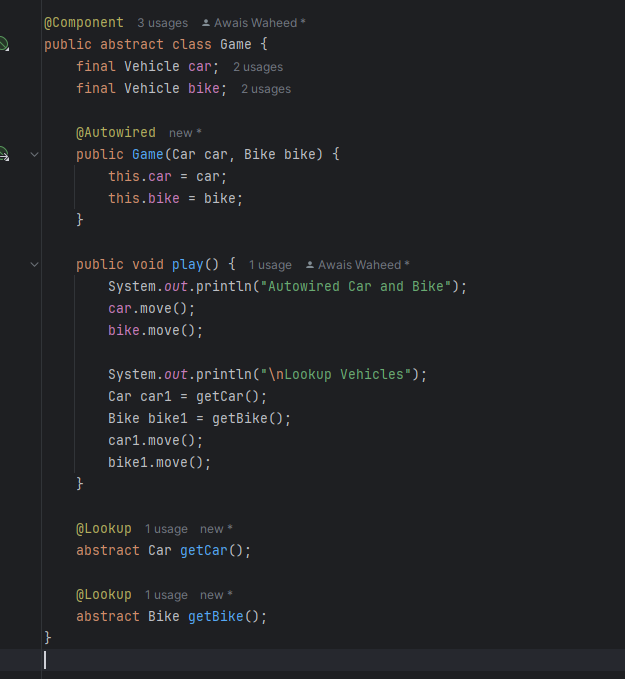 @Component 3 usages Awais Waheed *
public abstract class Game {
final Vehicle car; 2 usages
final Vehicle bike; 2 usages
@Autowired new *
public Game(Car car, Bike bike) {
this.car = car;
this.bike = bike;
}
public void play() { 1 usage Awais Waheed *
System.out.println("Autowired Car and Bike");
car.move();
bike.move();
System.out.println("\nLookup Vehicles");
Car car1 = getCar();
Bike bike1 = getBike();
car1.move();
bike1.move();
}
@Lookup 1 usage new *
abstract Car getCar();
@Lookup 1 usage new *
abstract Bike getBike();
}